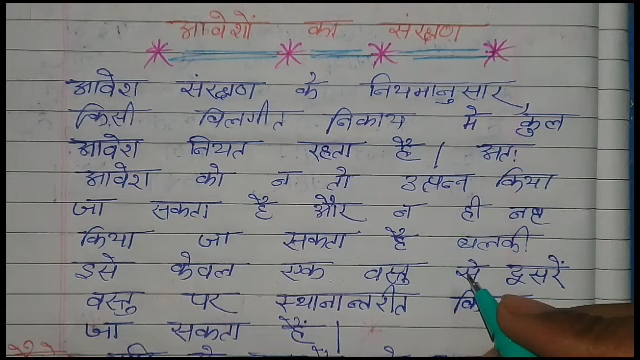 आवेशों का संरक्षण
आवेश संरक्षण के नियमानुसार,
किसी विलगीत निकाय मे कुल
आवेश नियत रहता है| अतः
आवेश को न तो उत्पन्न किया
जा सकता है और न ही नष्ट
किया जा सकता है बलकी
इसे केवल एक वस्तु से दूसरें
वस्तु पर स्थानान्तरीत
जा सकता हैं|